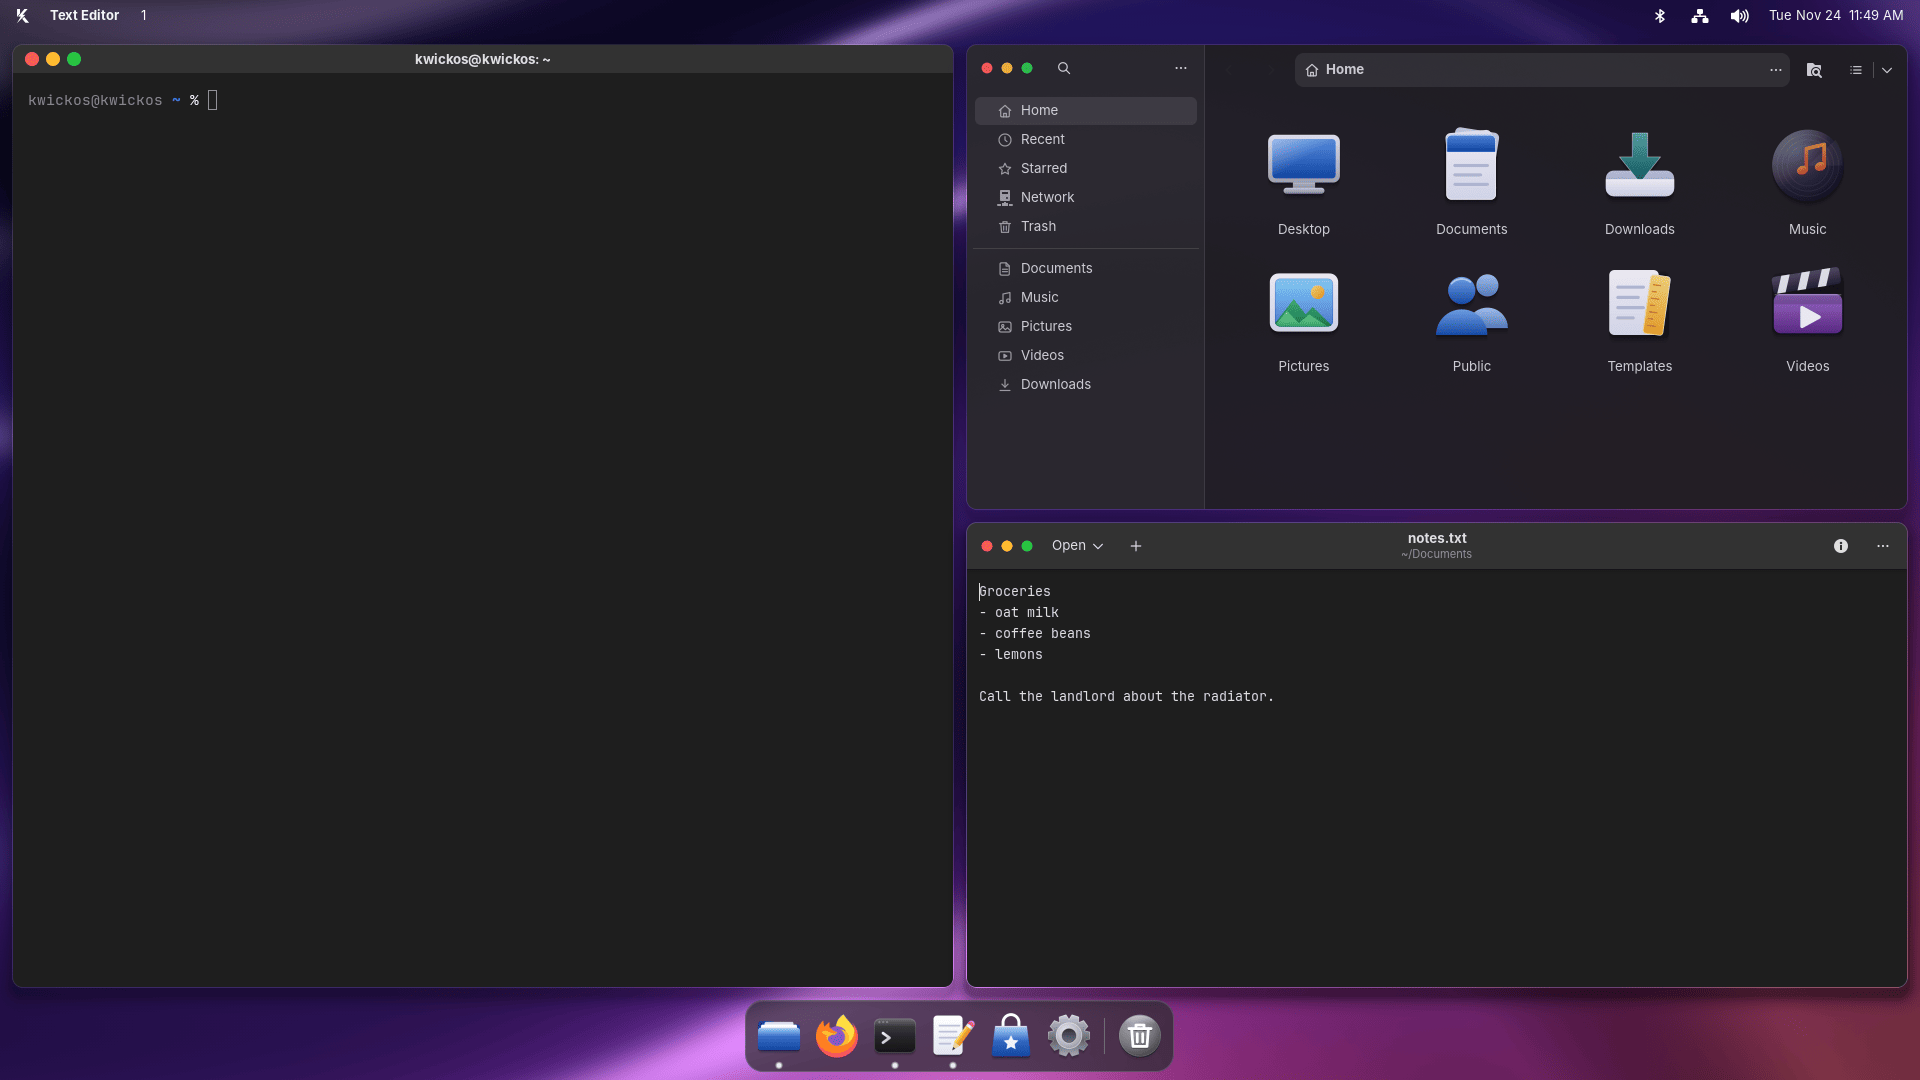 Text Editor 1
Tue Nov 24 11:49 AM
kwickos@kwickos: ~
kwickos@kwickos ~ %
Home
Recent
Starred
Network
Trash
Documents
Music
Pictures
Videos
Downloads
Home
Desktop
Documents
Downloads
Music
Pictures
Public
Templates
Videos
Open
notes.txt
~/Documents
Groceries
- oat milk
- coffee beans
- lemons
Call the landlord about the radiator.